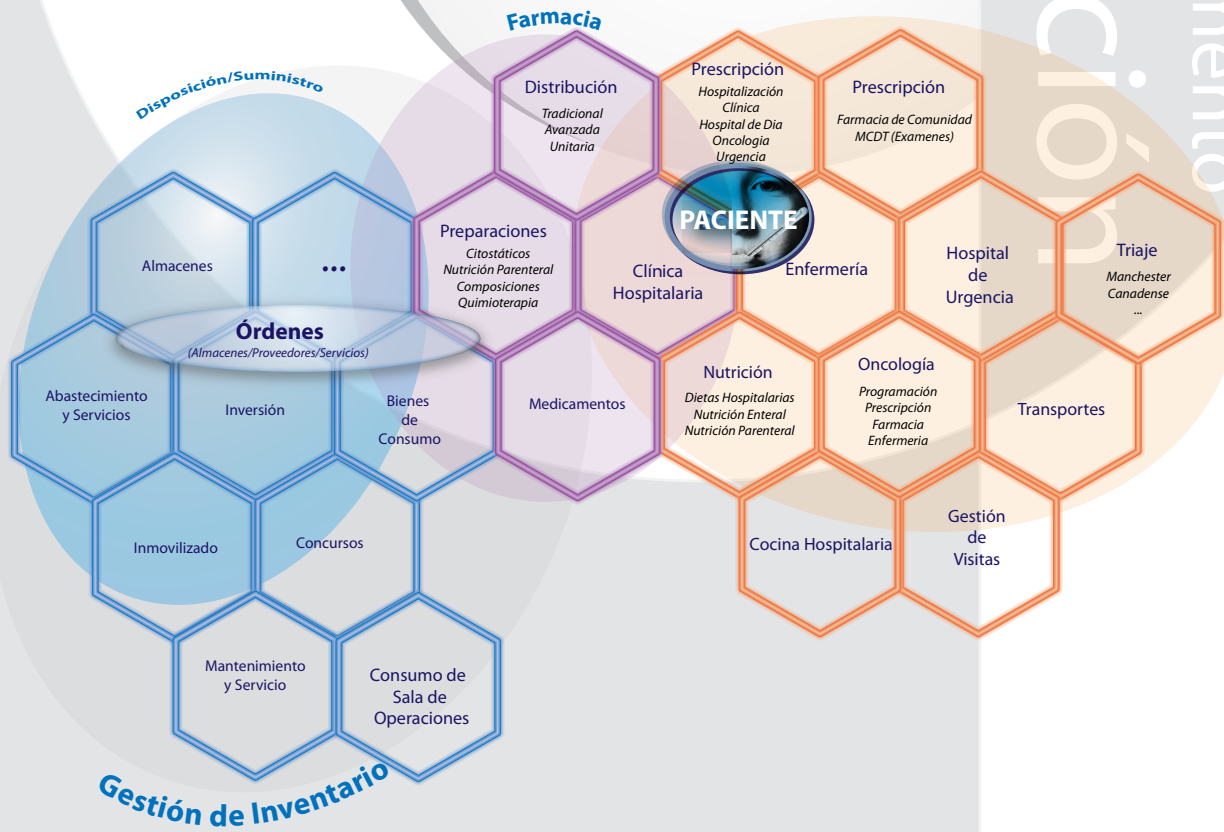 Farmacia
Disposición/Suministro
Distribución
Tradicional
Avanzada
Unitaria
Prescripción
Hospitalización
Clínica
Hospital de Dia
Oncologia
Urgencia
Prescripción
Farmacia de Comunidad
MCDT (Examenes)
mento
ción
Almacenes
...
Preparaciones
Citostáticos
Nutrición Parenteral
Composiciones
Quimioterapia
Clínica
Hospitalaria
PACIENTE
Enfermería
Hospital
de
Urgencia
Triaje
Manchester
Canadense
...
Órdenes
(Almacenes/Proveedores/Servicios)
Abastecimiento
y Servicios
Inversión
Bienes
de
Consumo
Medicamentos
Nutrición
Dietas Hospitalarias
Nutrición Enteral
Nutrición Parenteral
Oncología
Programación
Prescripción
Farmacia
Enfermeria
Transportes
Inmovilizado
Concursos
Cocina Hospitalaria
Gestión
de
Visitas
Mantenimiento
y Servicio
Consumo de
Sala de
Operaciones
Gestión de Inventario